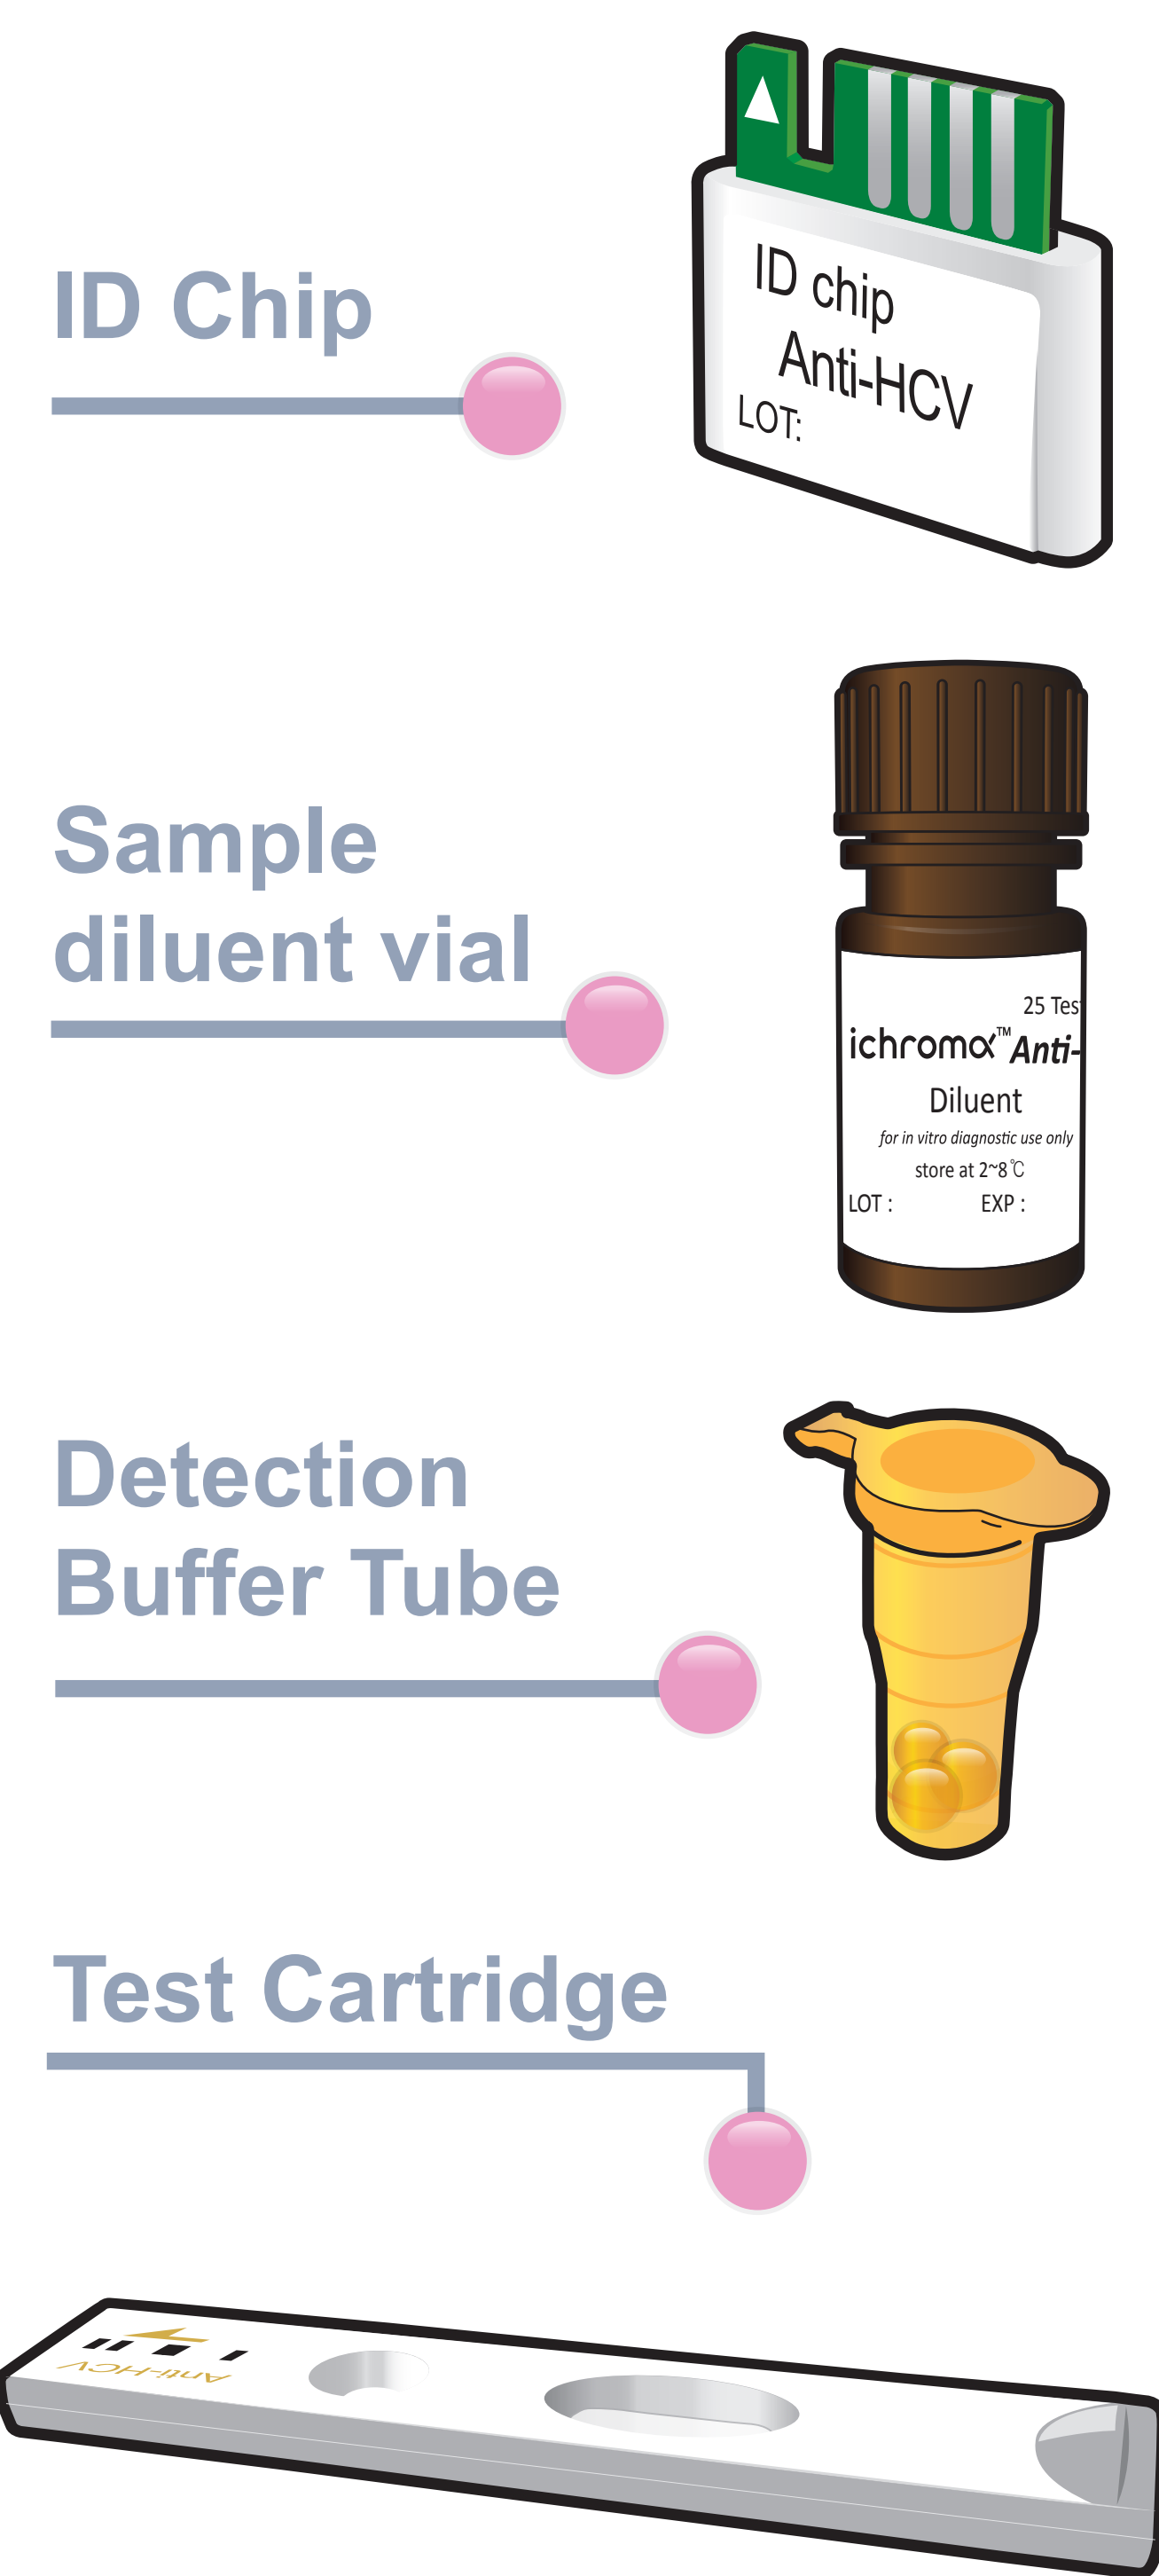 ID Chip
ID chip
Anti-HCV
LOT:
Sample
diluent vial
25 Tes
ichroma™ Anti-
Diluent
for in vitro diagnostic use only
store at 2~8℃
LOT : EXP :
Detection
Buffer Tube
Test Cartridge
Anti-HCV